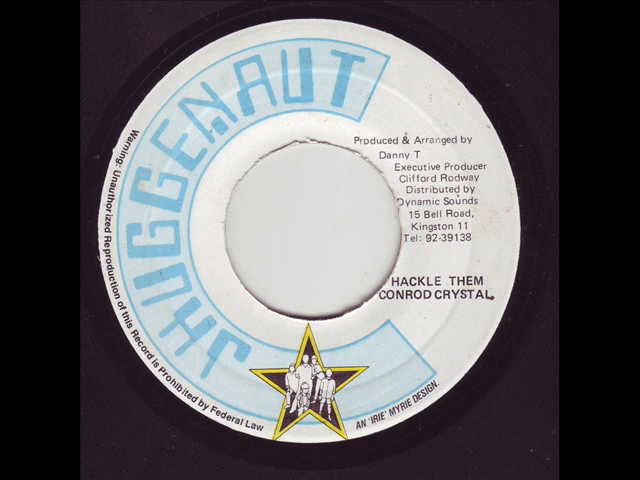 JHUGGENAUT
Produced & Arranged by
Danny T
Executive Producer
Clifford Rodway
Distributed by
Dynamic Sounds
15 Bell Road,
Kingston 11
Tel: 92-39138
HACKLE THEM
CONROD CRYSTAL
Warning: Unauthorized Reproduction of this Record is Prohibited by Federal Law
AN 'IRIE' MYRIE DESIGN.